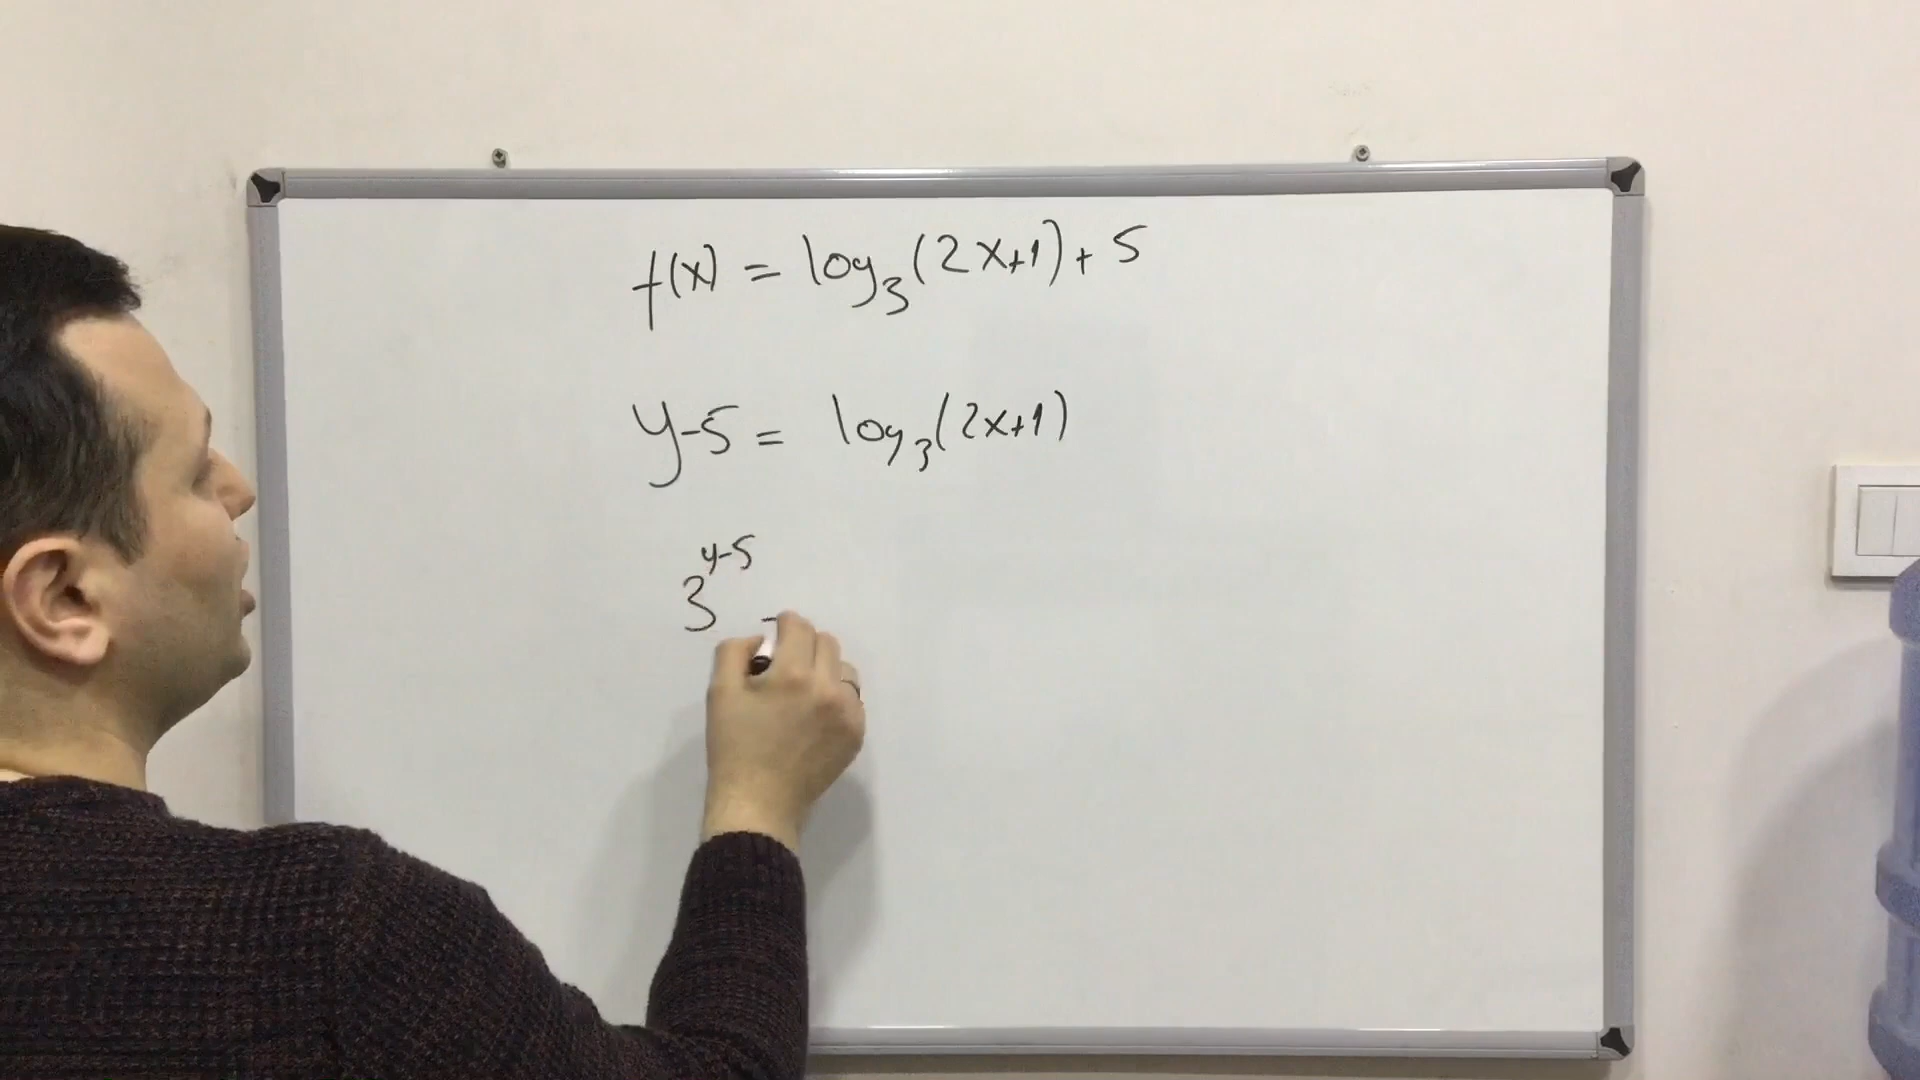 f(x) = log₃(2x+1)+5
y-5 = log₃(2x+1)
3^(y-5)